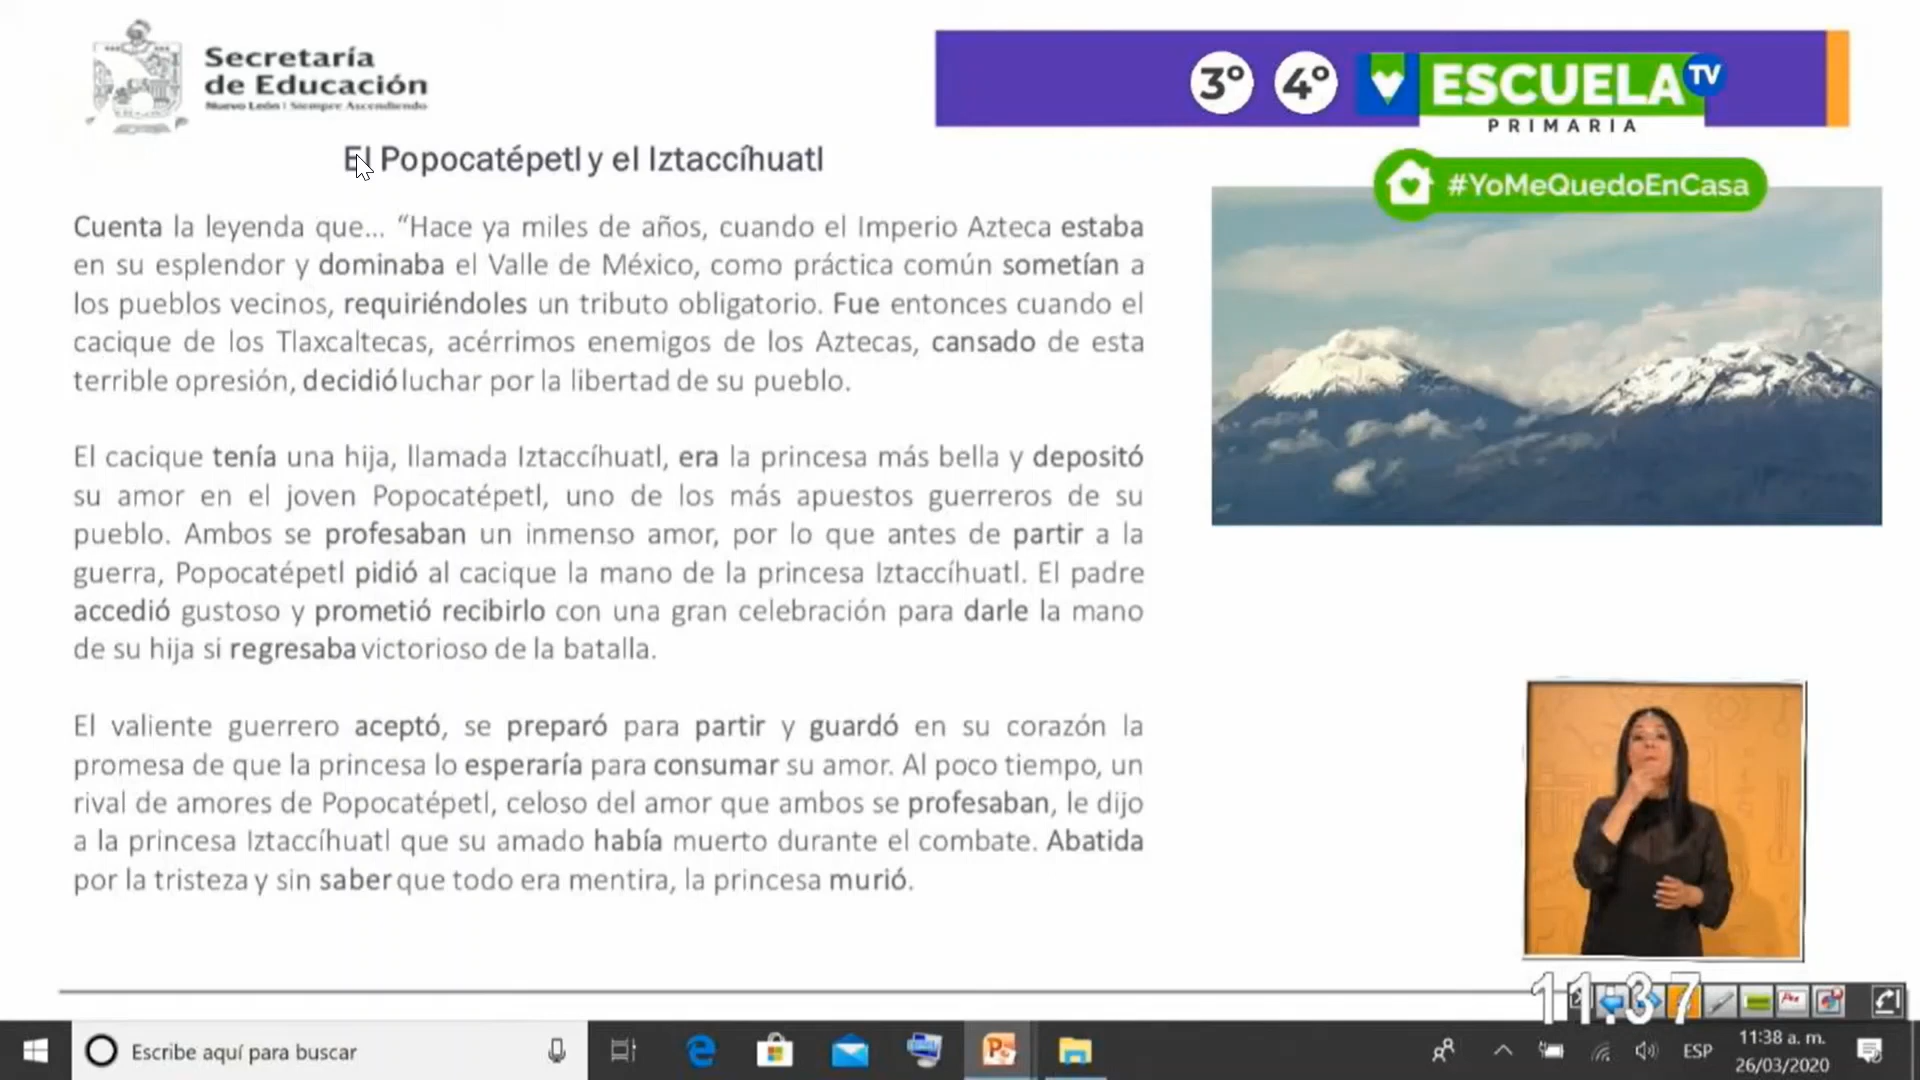 Secretaría
de Educación
Nuevo León | Siempre Ascendiendo
3º 4º ESCUELA TV
PRIMARIA
#YoMeQuedoEnCasa
El Popocatépetl y el Iztaccíhuatl
Cuenta la leyenda que... “Hace ya miles de años, cuando el Imperio Azteca estaba
en su esplendor y dominaba el Valle de México, como práctica común sometían a
los pueblos vecinos, requiriéndoles un tributo obligatorio. Fue entonces cuando el
cacique de los Tlaxcaltecas, acérrimos enemigos de los Aztecas, cansado de esta
terrible opresión, decidió luchar por la libertad de su pueblo.
El cacique tenía una hija, llamada Iztaccíhuatl, era la princesa más bella y depositó
su amor en el joven Popocatépetl, uno de los más apuestos guerreros de su
pueblo. Ambos se profesaban un inmenso amor, por lo que antes de partir a la
guerra, Popocatépetl pidió al cacique la mano de la princesa Iztaccíhuatl. El padre
accedió gustoso y prometió recibirlo con una gran celebración para darle la mano
de su hija si regresaba victorioso de la batalla.
El valiente guerrero aceptó, se preparó para partir y guardó en su corazón la
promesa de que la princesa lo esperaría para consumar su amor. Al poco tiempo, un
rival de amores de Popocatépetl, celoso del amor que ambos se profesaban, le dijo
a la princesa Iztaccíhuatl que su amado había muerto durante el combate. Abatida
por la tristeza y sin saber que todo era mentira, la princesa murió.
11:37
Escribe aquí para buscar
ESP
11:38 a. m.
26/03/2020